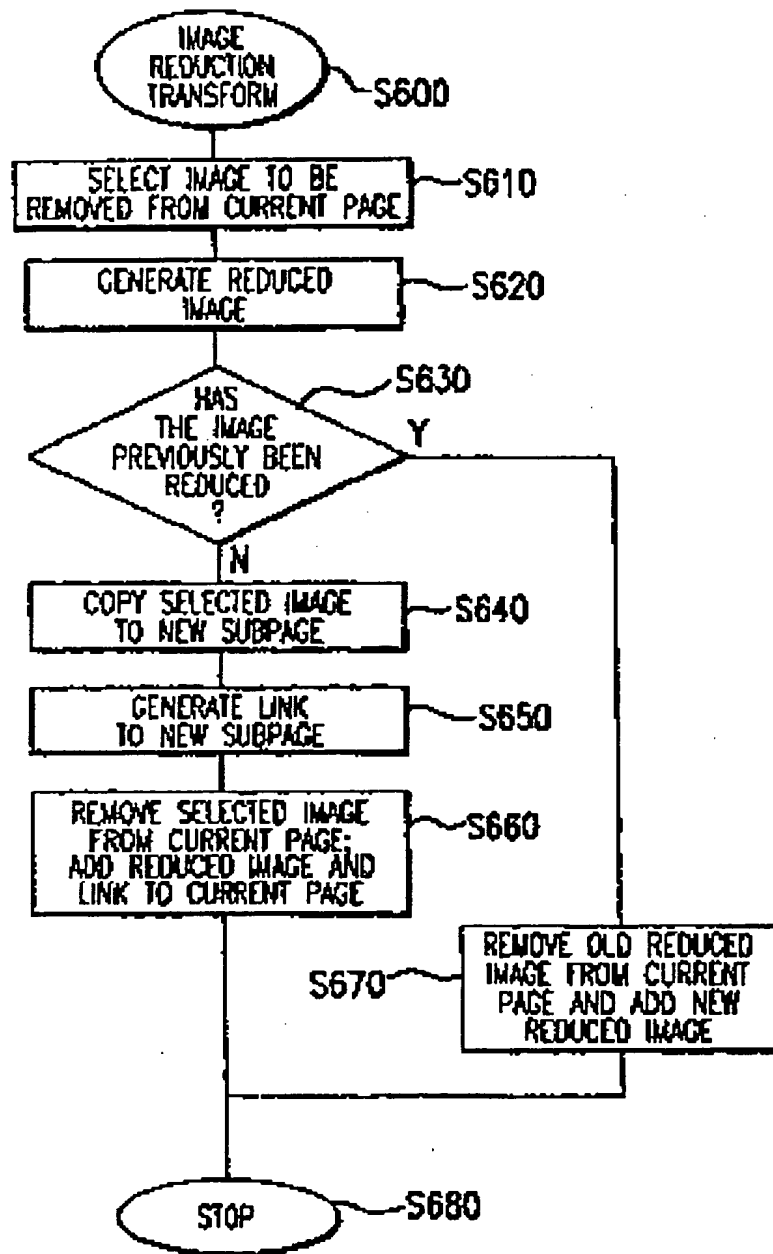 IMAGE
REDUCTION
TRANSFORM
S600
SELECT IMAGE TO BE
REMOVED FROM CURRENT PAGE
S610
GENERATE REDUCED
IMAGE
S620
HAS
THE IMAGE
PREVIOUSLY BEEN
REDUCED
?
S630
Y
N
COPY SELECTED IMAGE
TO NEW SUBPAGE
S640
GENERATE LINK
TO NEW SUBPAGE
S650
REMOVE SELECTED IMAGE
FROM CURRENT PAGE;
ADD REDUCED IMAGE AND
LINK TO CURRENT PAGE
S660
REMOVE OLD REDUCED
IMAGE FROM CURRENT
PAGE AND ADD NEW
REDUCED IMAGE
S670
STOP
S680